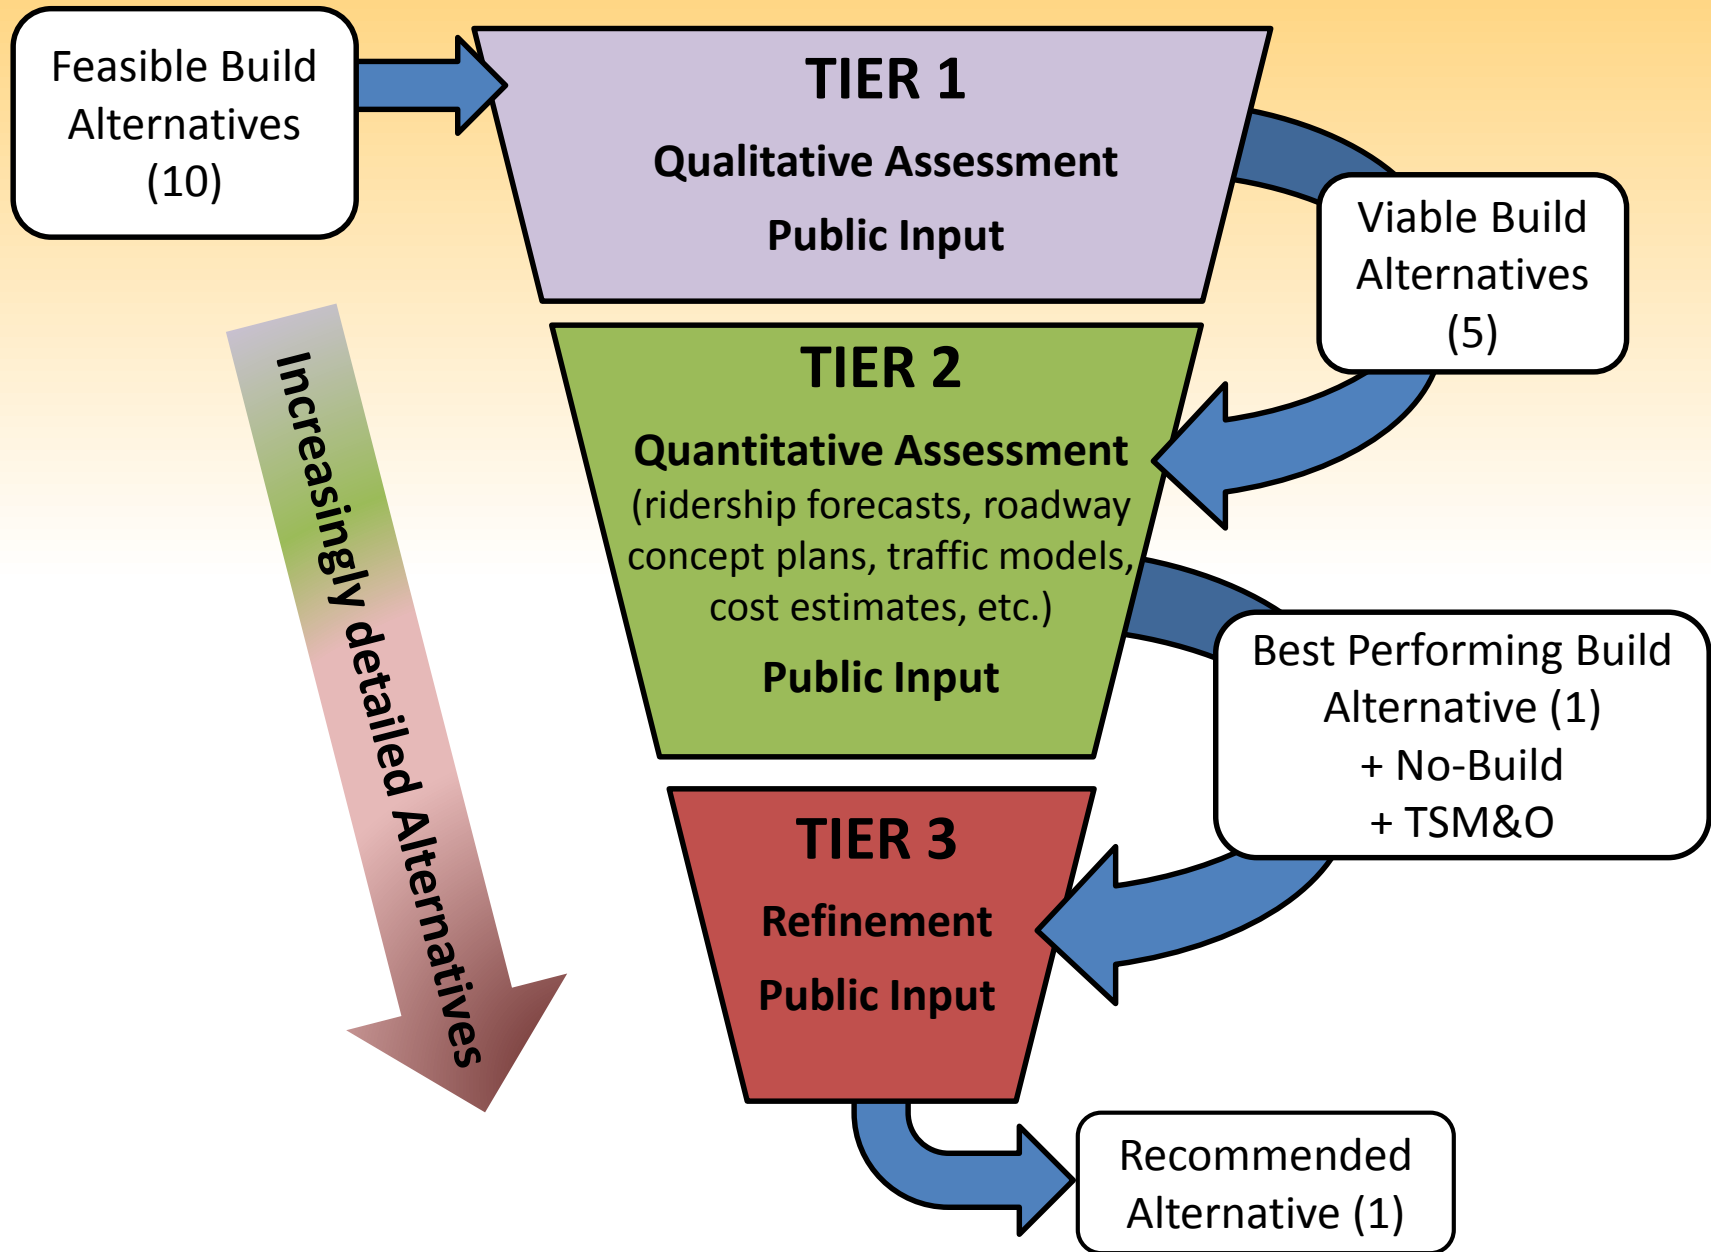 Feasible Build
Alternatives
(10)
TIER 1
Qualitative Assessment
Public Input
Viable Build
Alternatives
(5)
TIER 2
Quantitative Assessment
(ridership forecasts, roadway
concept plans, traffic models,
cost estimates, etc.)
Public Input
Increasingly detailed Alternatives
Best Performing Build
Alternative (1)
+ No-Build
+ TSM&O
TIER 3
Refinement
Public Input
Recommended
Alternative (1)